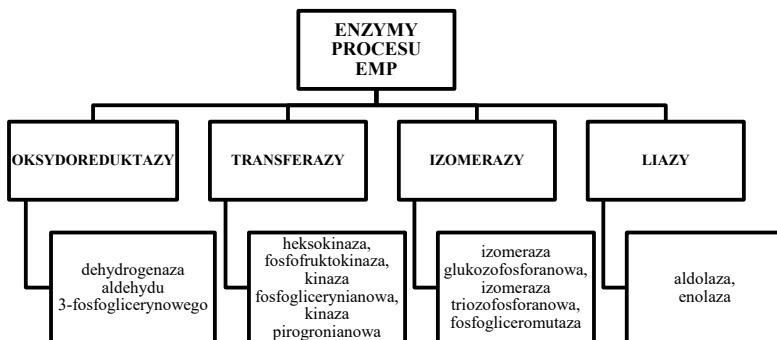 ENZYMY
PROCESU
EMP
OKSYDOREDUKTAZY
TRANSFERAZY
IZOMERAZY
LIAZY
dehydrogenaza
aldehydu
3-fosfoglicerynowego
heksokinaza,
fosfofruktokinaza,
kinaza
fosfoglicerynianowa,
kinaza
pirogronianowa
izomeraza
glukozofosforanowa,
izomeraza
triozofosforanowa,
fosfogliceromutaza
aldolaza,
enolaza